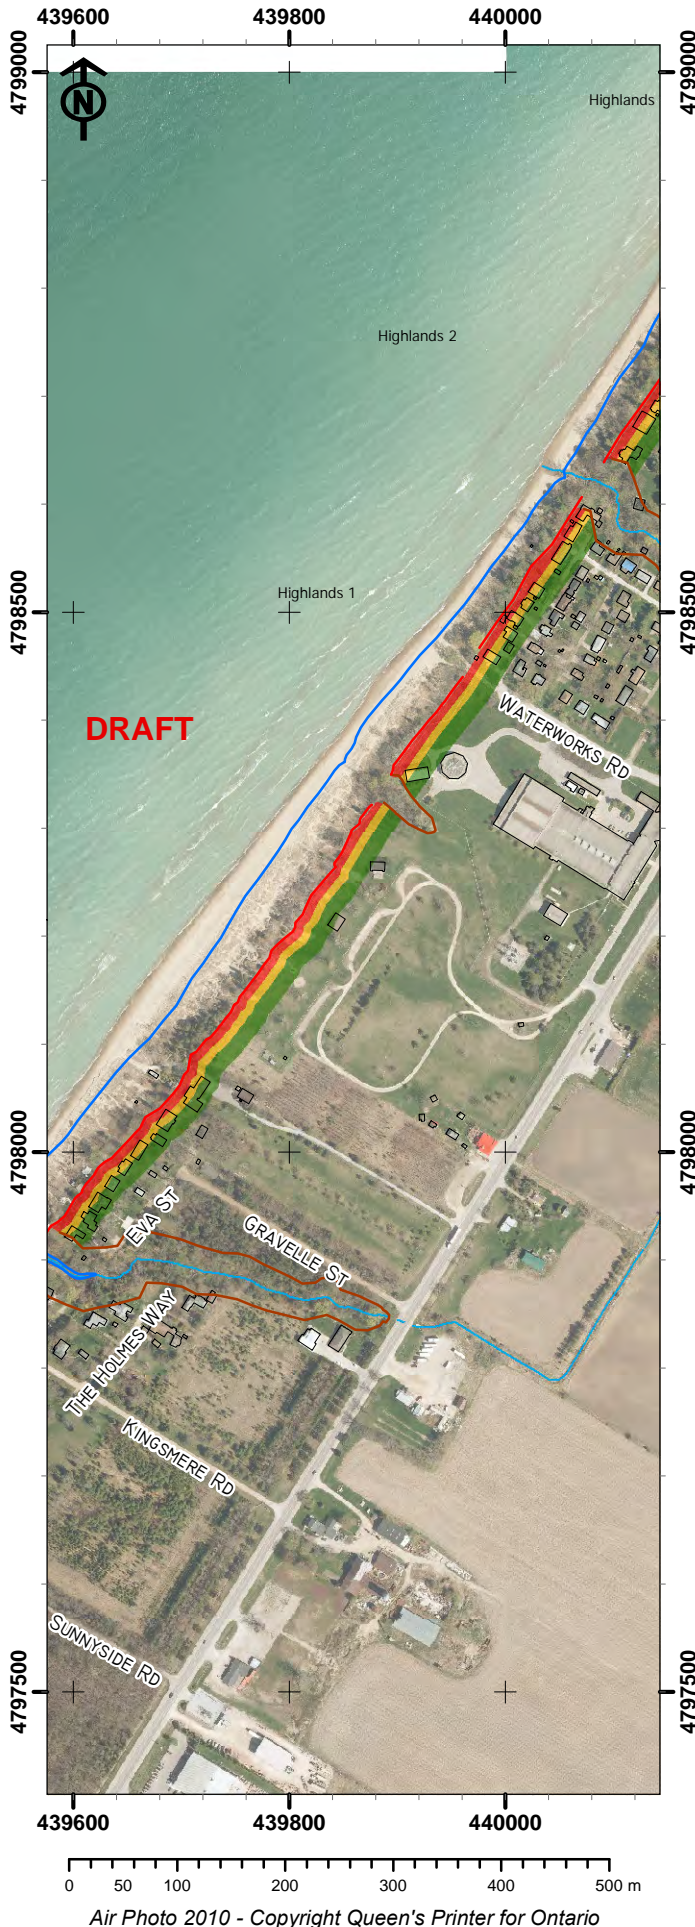 439600 439800 440000
4799000 4799000
N
Highlands
Highlands 2
4798500 4798500
Highlands 1
DRAFT
WATERWORKS RD
4798000 4798000
EVA ST
GRAVELLE ST
THE HOLMES WAY
KINGSMERE RD
SUNNYSIDE RD
4797500 4797500
439600 439800 440000
0 50 100 200 300 400 500 m
Air Photo 2010 - Copyright Queen's Printer for Ontario